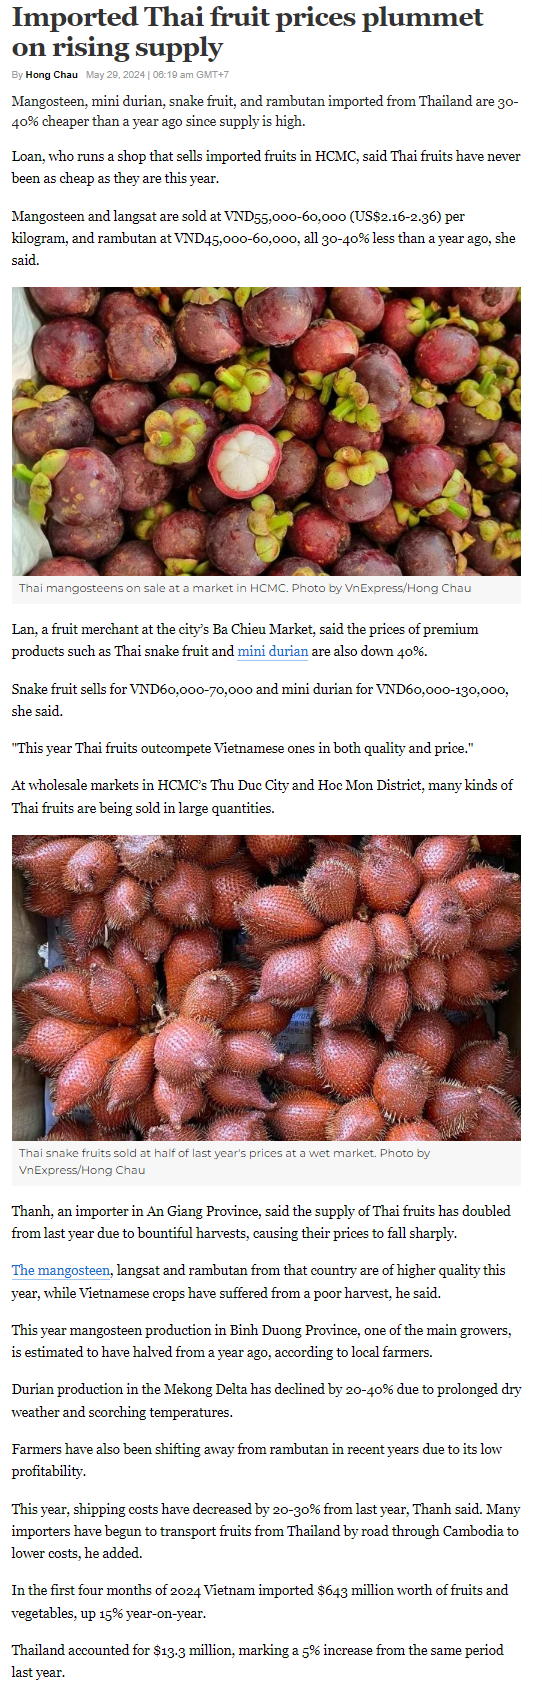 Imported Thai fruit prices plummet
on rising supply
By Hong Chau May 29, 2024 | 06:19 am GMT+7
Mangosteen, mini durian, snake fruit, and rambutan imported from Thailand are 30-
40% cheaper than a year ago since supply is high.
Loan, who runs a shop that sells imported fruits in HCMC, said Thai fruits have never
been as cheap as they are this year.
Mangosteen and langsat are sold at VND55,000-60,000 (US$2.16-2.36) per
kilogram, and rambutan at VND45,000-60,000, all 30-40% less than a year ago, she
said.
Thai mangosteens on sale at a market in HCMC. Photo by VnExpress/Hong Chau
Lan, a fruit merchant at the city’s Ba Chieu Market, said the prices of premium
products such as Thai snake fruit and mini durian are also down 40%.
Snake fruit sells for VND60,000-70,000 and mini durian for VND60,000-130,000,
she said.
"This year Thai fruits outcompete Vietnamese ones in both quality and price."
At wholesale markets in HCMC’s Thu Duc City and Hoc Mon District, many kinds of
Thai fruits are being sold in large quantities.
Thai snake fruits sold at half of last year's prices at a wet market. Photo by
VnExpress/Hong Chau
Thanh, an importer in An Giang Province, said the supply of Thai fruits has doubled
from last year due to bountiful harvests, causing their prices to fall sharply.
The mangosteen, langsat and rambutan from that country are of higher quality this
year, while Vietnamese crops have suffered from a poor harvest, he said.
This year mangosteen production in Binh Duong Province, one of the main growers,
is estimated to have halved from a year ago, according to local farmers.
Durian production in the Mekong Delta has declined by 20-40% due to prolonged dry
weather and scorching temperatures.
Farmers have also been shifting away from rambutan in recent years due to its low
profitability.
This year, shipping costs have decreased by 20-30% from last year, Thanh said. Many
importers have begun to transport fruits from Thailand by road through Cambodia to
lower costs, he added.
In the first four months of 2024 Vietnam imported $643 million worth of fruits and
vegetables, up 15% year-on-year.
Thailand accounted for $13.3 million, marking a 5% increase from the same period
last year.